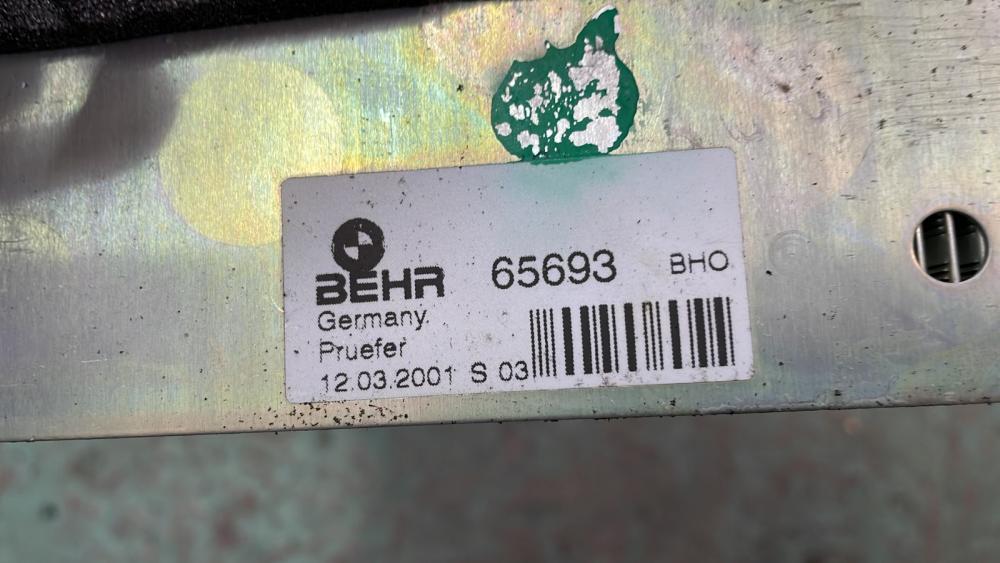 BEHR 65693 BHO
Germany
Pruefer
12.03.2001 S 03